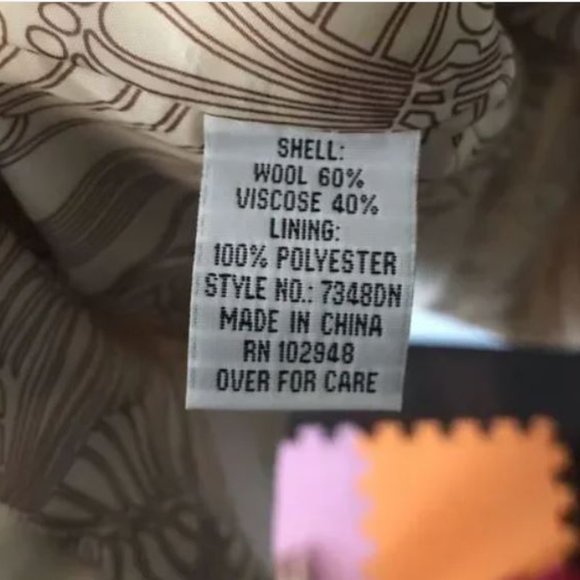 SHELL:
WOOL 60%
VISCOSE 40%
LINING:
100% POLYESTER
STYLE NO.: 7348DN
MADE IN CHINA
RN 102948
OVER FOR CARE